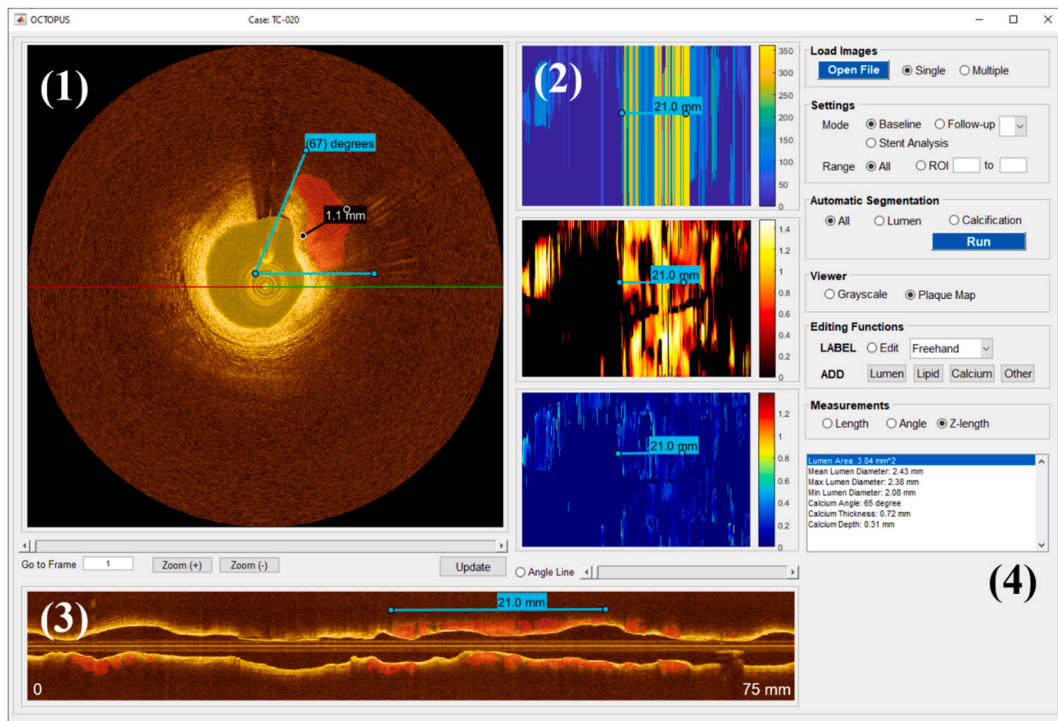 OCTOPUS Case: TC-020
(1)
(67) degrees
1.1 mm
Go to Frame 1 Zoom (+) Zoom (-) Update
(2)
21.0 mm
350
300
250
200
150
100
50
0
21.0 mm
1.4
1.2
1
0.8
0.6
0.4
0.2
0
21.0 mm
1.2
1
0.8
0.6
0.4
0.2
0
Angle Line
(3)
21.0 mm
0 75 mm
Load Images
Open File Single Multiple
Settings
Mode Baseline Follow-up
Stent Analysis
Range All ROI to
Automatic Segmentation
All Lumen Calcification
Run
Viewer
Grayscale Plaque Map
Editing Functions
LABEL Edit Freehand
ADD Lumen Lipid Calcium Other
Measurements
Length Angle Z-length
Lumen Area: 3.84 mm^2
Mean Lumen Diameter: 2.43 mm
Max Lumen Diameter: 2.38 mm
Min Lumen Diameter: 2.08 mm
Calcium Angle: 65 degree
Calcium Thickness: 0.72 mm
Calcium Depth: 0.31 mm
(4)